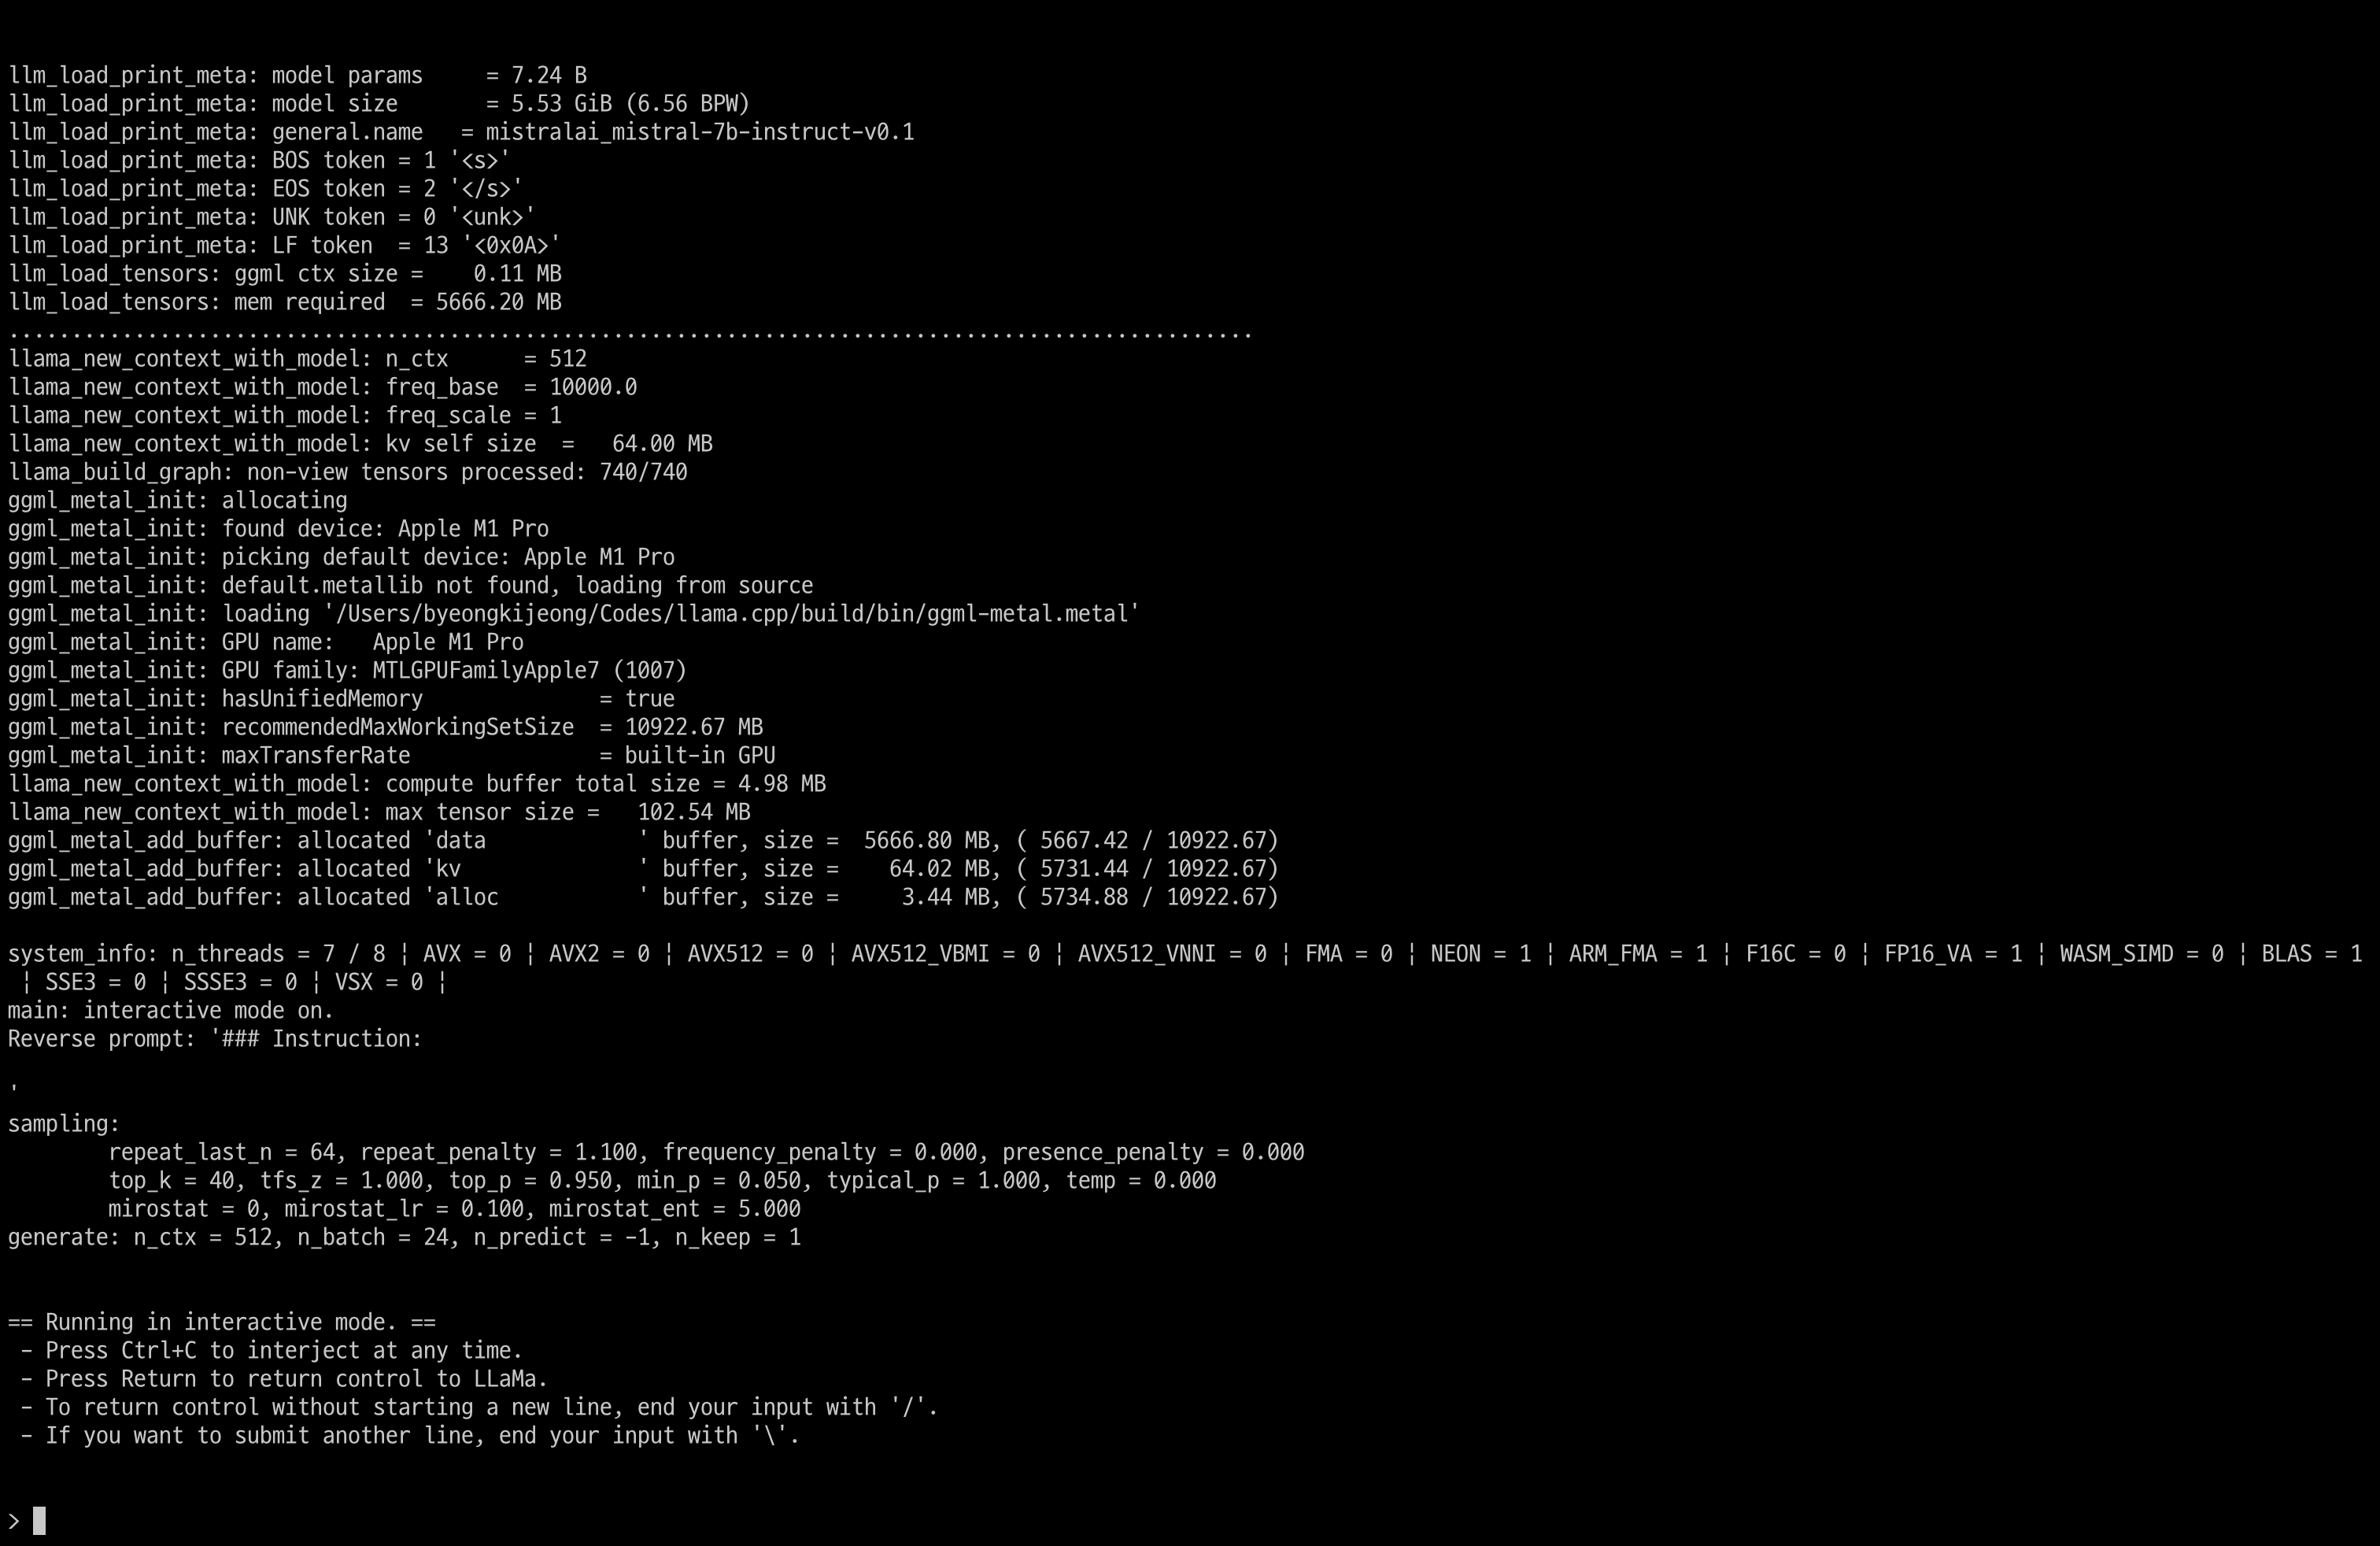 llm_load_print_meta: model params     = 7.24 B
llm_load_print_meta: model size       = 5.53 GiB (6.56 BPW)
llm_load_print_meta: general.name   = mistralai_mistral-7b-instruct-v0.1
llm_load_print_meta: BOS token = 1 '<s>'
llm_load_print_meta: EOS token = 2 '</s>'
llm_load_print_meta: UNK token = 0 '<unk>'
llm_load_print_meta: LF token  = 13 '<0x0A>'
llm_load_tensors: ggml ctx size =    0.11 MB
llm_load_tensors: mem required  = 5666.20 MB
...................................................................................................
llama_new_context_with_model: n_ctx      = 512
llama_new_context_with_model: freq_base  = 10000.0
llama_new_context_with_model: freq_scale = 1
llama_new_context_with_model: kv self size  =   64.00 MB
llama_build_graph: non-view tensors processed: 740/740
ggml_metal_init: allocating
ggml_metal_init: found device: Apple M1 Pro
ggml_metal_init: picking default device: Apple M1 Pro
ggml_metal_init: default.metallib not found, loading from source
ggml_metal_init: loading '/Users/byeongkijeong/Codes/llama.cpp/build/bin/ggml-metal.metal'
ggml_metal_init: GPU name:   Apple M1 Pro
ggml_metal_init: GPU family: MTLGPUFamilyApple7 (1007)
ggml_metal_init: hasUnifiedMemory              = true
ggml_metal_init: recommendedMaxWorkingSetSize  = 10922.67 MB
ggml_metal_init: maxTransferRate               = built-in GPU
llama_new_context_with_model: compute buffer total size = 4.98 MB
llama_new_context_with_model: max tensor size =   102.54 MB
ggml_metal_add_buffer: allocated 'data            ' buffer, size =  5666.80 MB, ( 5667.42 / 10922.67)
ggml_metal_add_buffer: allocated 'kv              ' buffer, size =    64.02 MB, ( 5731.44 / 10922.67)
ggml_metal_add_buffer: allocated 'alloc           ' buffer, size =     3.44 MB, ( 5734.88 / 10922.67)

system_info: n_threads = 7 / 8 | AVX = 0 | AVX2 = 0 | AVX512 = 0 | AVX512_VBMI = 0 | AVX512_VNNI = 0 | FMA = 0 | NEON = 1 | ARM_FMA = 1 | F16C = 0 | FP16_VA = 1 | WASM_SIMD = 0 | BLAS = 1
 | SSE3 = 0 | SSSE3 = 0 | VSX = 0 |
main: interactive mode on.
Reverse prompt: '### Instruction:

'
sampling:
        repeat_last_n = 64, repeat_penalty = 1.100, frequency_penalty = 0.000, presence_penalty = 0.000
        top_k = 40, tfs_z = 1.000, top_p = 0.950, min_p = 0.050, typical_p = 1.000, temp = 0.000
        mirostat = 0, mirostat_lr = 0.100, mirostat_ent = 5.000
generate: n_ctx = 512, n_batch = 24, n_predict = -1, n_keep = 1


== Running in interactive mode. ==
 - Press Ctrl+C to interject at any time.
 - Press Return to return control to LLaMa.
 - To return control without starting a new line, end your input with '/'.
 - If you want to submit another line, end your input with '\'.


>